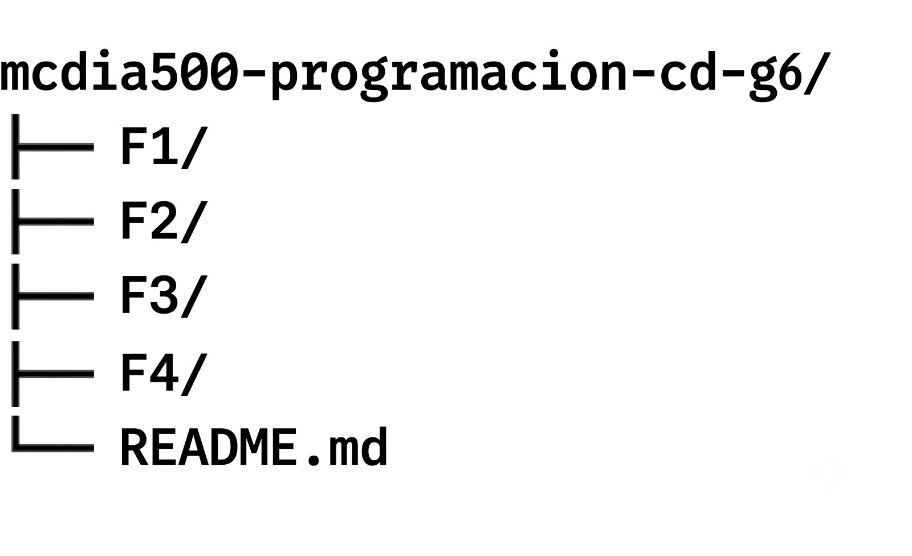 mcdia500-programacion-cd-g6/
├── F1/
├── F2/
├── F3/
├── F4/
└── README.md